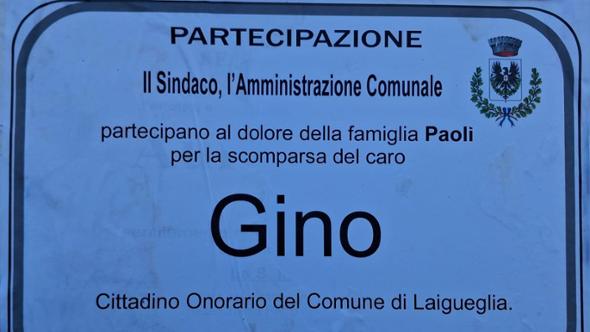 PARTECIPAZIONE
Il Sindaco, l'Amministrazione Comunale
partecipano al dolore della famiglia Paoli
per la scomparsa del caro
Gino
Cittadino Onorario del Comune di Laigueglia.